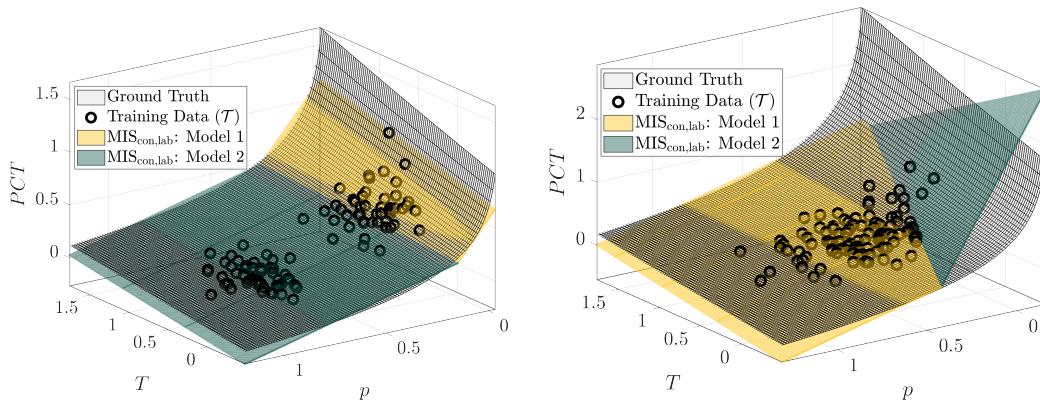 Ground Truth
Training Data (𝒯)
MIS_con,lab: Model 1
MIS_con,lab: Model 2
PCT
1.5
1
0.5
0
1.5
1
0.5
0
T
1
0.5
0
p
Ground Truth
Training Data (𝒯)
MIS_con,lab: Model 1
MIS_con,lab: Model 2
PCT
2
1
0
1.5
1
0.5
0
T
1
0.5
0
p